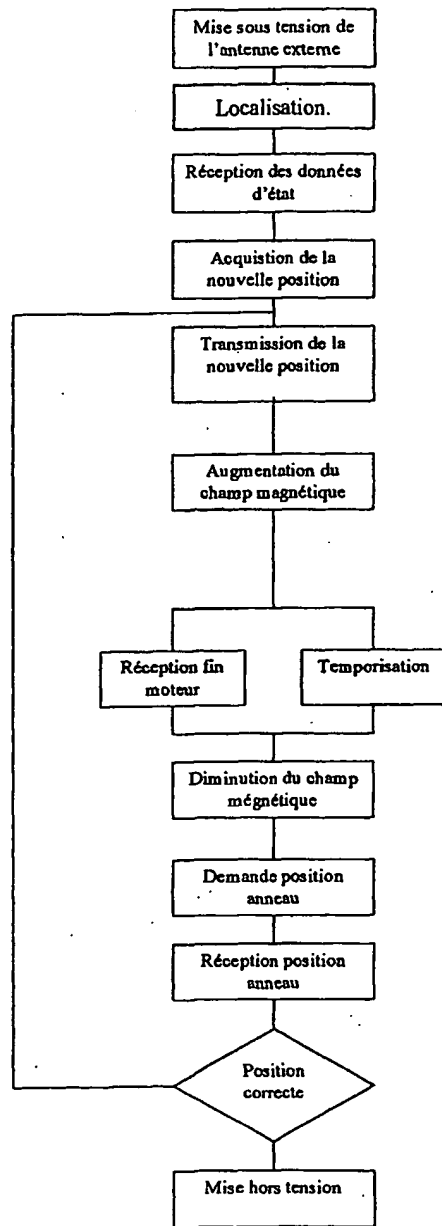 Mise sous tension de
l'antenne externe
Localisation.
Réception des données
d'état
Acquistion de la
nouvelle position
Transmission de la
nouvelle position
Augmentation du
champ magnétique
Réception fin
moteur
Temporisation
Diminution du champ
mégnétique
Demande position
anneau
Réception position
anneau
Position
correcte
Mise hors tension